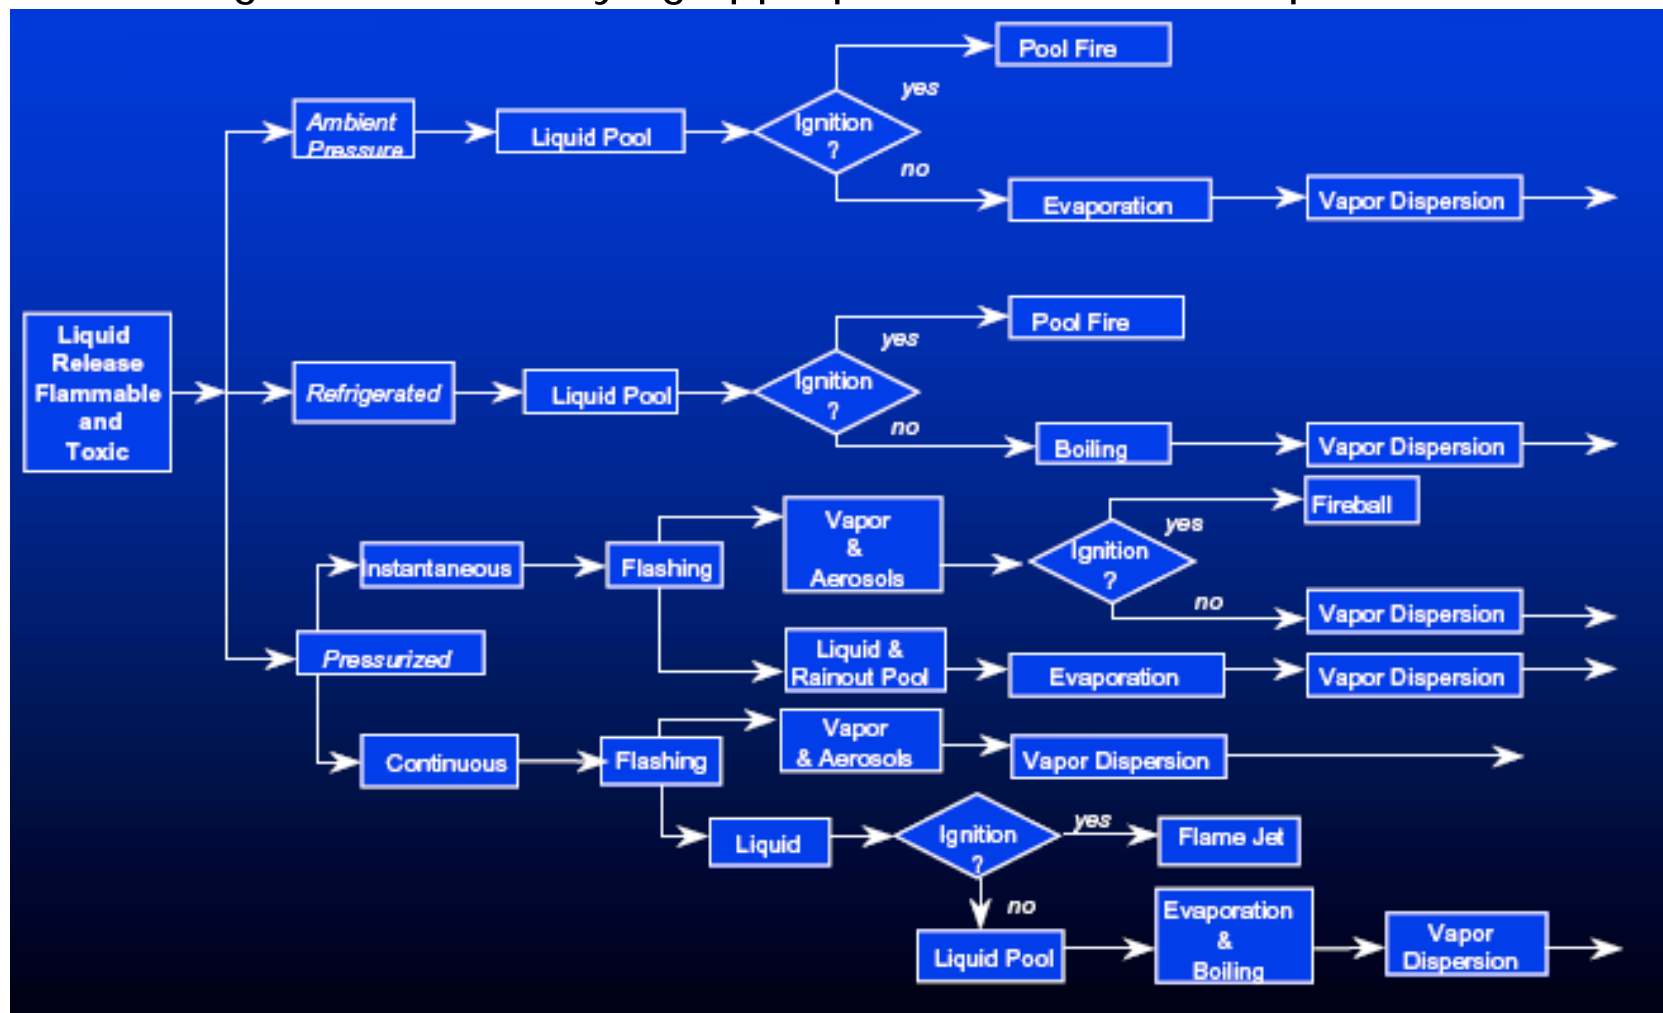 Pool Fire
yes
Ambient
Pressure
Liquid Pool
Ignition
?
no
Evaporation
Vapor Dispersion
Pool Fire
yes
Liquid
Release
Flammable
and
Toxic
Refrigerated
Liquid Pool
Ignition
?
no
Boiling
Vapor Dispersion
Fireball
yes
Vapor
&
Aerosols
Instantaneous
Flashing
Ignition
?
no
Vapor Dispersion
Pressurized
Liquid &
Rainout Pool
Evaporation
Vapor Dispersion
Continuous
Flashing
Vapor
& Aerosols
Vapor Dispersion
Liquid
Ignition
?
yes
Flame Jet
no
Liquid Pool
Evaporation
&
Boiling
Vapor
Dispersion